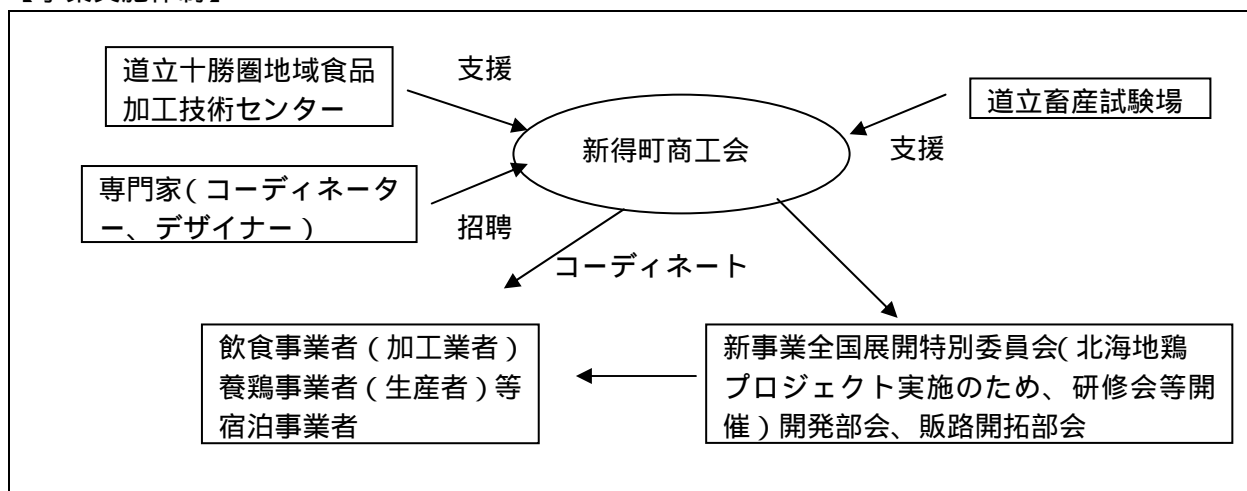 道立十勝圏地域食品
加工技術センター
支援
道立畜産試験場
新得町商工会
支援
専門家(コーディネータ
ー、デザイナー)
招聘
コーディネート
飲食事業者(加工業者)
養鶏事業者(生産者)等
宿泊事業者
新事業全国展開特別委員会(北海地鶏
プロジェクト実施のため、研修会等開
催)開発部会、販路開拓部会